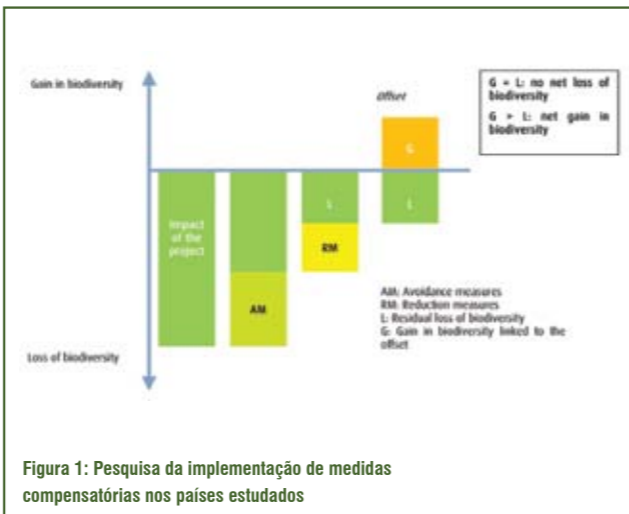 Gain in biodiversity
Offset
G = L: no net loss of
biodiversity
G > L: net gain in
biodiversity
G
Impact
of the
project
L
L
RM
AM
AM: Avoidance measures
RM: Reduction measures
L: Residual loss of biodiversity
G: Gain in biodiversity linked to the
offset
Loss of biodiversity
Figura 1: Pesquisa da implementação de medidas
compensatórias nos países estudados